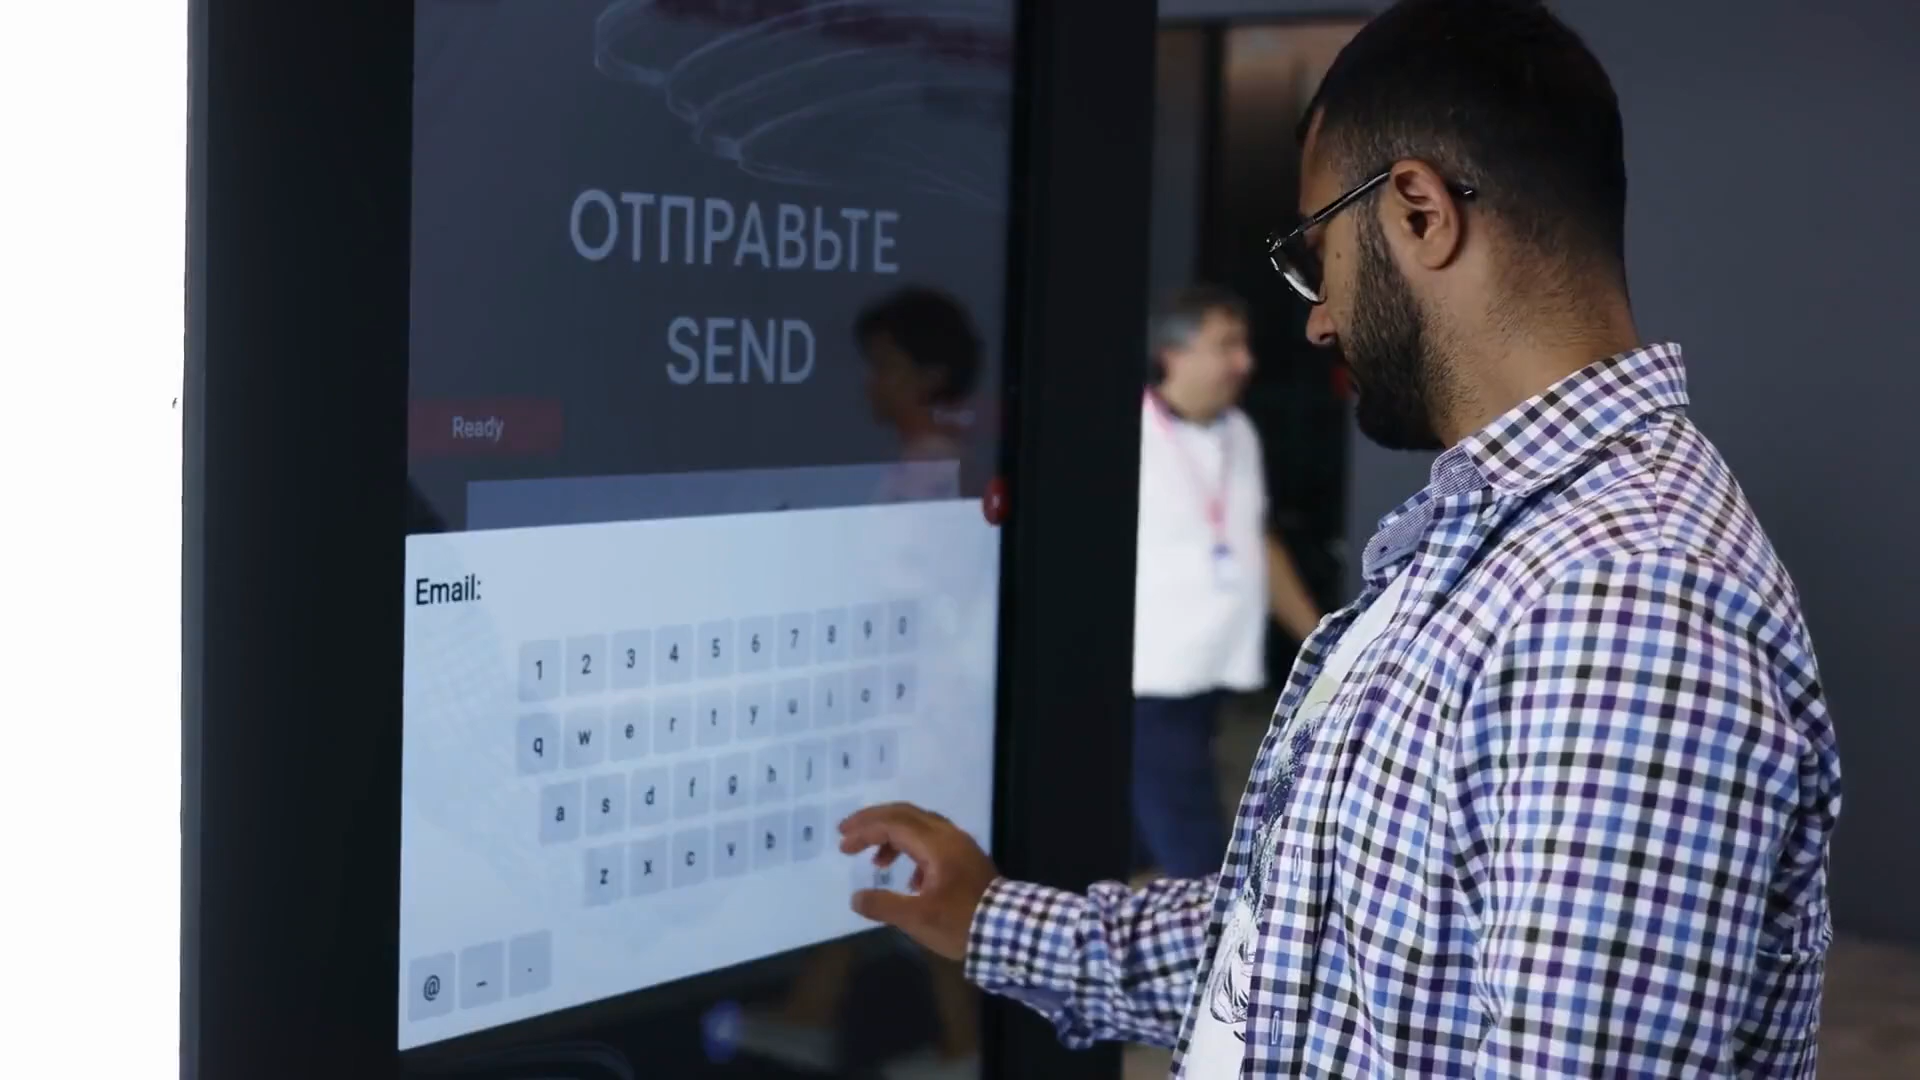 ОТПРАВЬТЕ
SEND
Ready
Email:
1 2 3 4 5 6 7 8 9 0
q w e r t y u i o p
a s d f g h j k l
z x c v b n
@ _ .